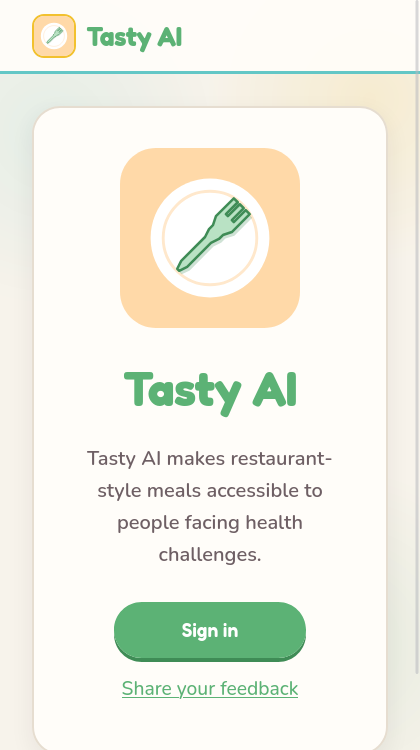 Tasty AI
Tasty AI
Tasty AI makes restaurant-
style meals accessible to
people facing health
challenges.
Sign in
Share your feedback